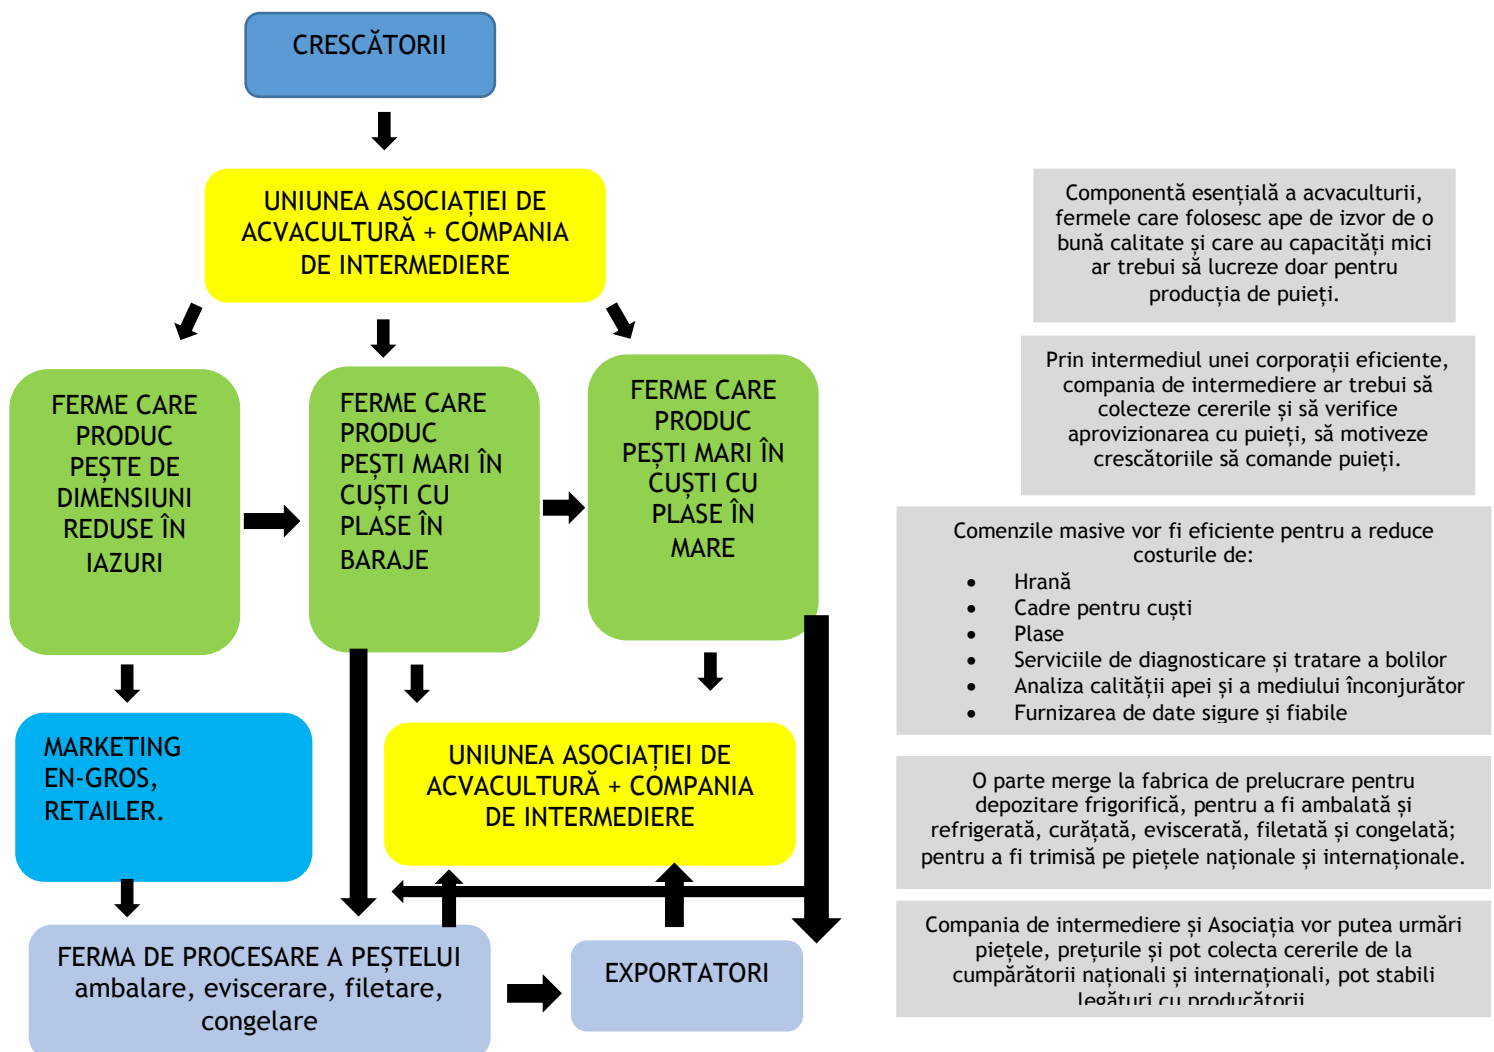 CRESCĂTORII
UNIUNEA ASOCIAȚIEI DE
ACVACULTURĂ + COMPANIA
DE INTERMEDIERE
FERME CARE
PRODUC
PEȘTE DE
DIMENSIUNI
REDUSE ÎN
IAZURI
FERME CARE
PRODUC
PEȘTI MARI ÎN
CUȘTI CU
PLASE ÎN
BARAJE
FERME CARE
PRODUC
PEȘTI MARI ÎN
CUȘTI CU
PLASE ÎN
MARE
MARKETING
EN-GROS,
RETAILER.
UNIUNEA ASOCIAȚIEI DE
ACVACULTURĂ + COMPANIA
DE INTERMEDIERE
FERMA DE PROCESARE A PEȘTELUI
ambalare, eviscerare, filetare,
congelare
EXPORTATORI
Componentă esențială a acvaculturii,
fermele care folosesc ape de izvor de o
bună calitate și care au capacități mici
ar trebui să lucreze doar pentru
producția de puieți.
Prin intermediul unei corporații eficiente,
compania de intermediere ar trebui să
colecteze cererile și să verifice
aprovizionarea cu puieți, să motiveze
crescătoriile să comande puieți.
Comenzile masive vor fi eficiente pentru a reduce
costurile de:
• Hrană
• Cadre pentru cuști
• Plase
• Serviciile de diagnosticare și tratare a bolilor
• Analiza calității apei și a mediului înconjurător
• Furnizarea de date sigure și fiabile
O parte merge la fabrica de prelucrare pentru
depozitare frigorifică, pentru a fi ambalată și
refrigerată, curățată, eviscerată, filetată și congelată;
pentru a fi trimisă pe piețele naționale și internaționale.
Compania de intermediere și Asociația vor putea urmări
piețele, prețurile și pot colecta cererile de la
cumpărătorii naționali și internaționali, pot stabili
legături cu producătorii